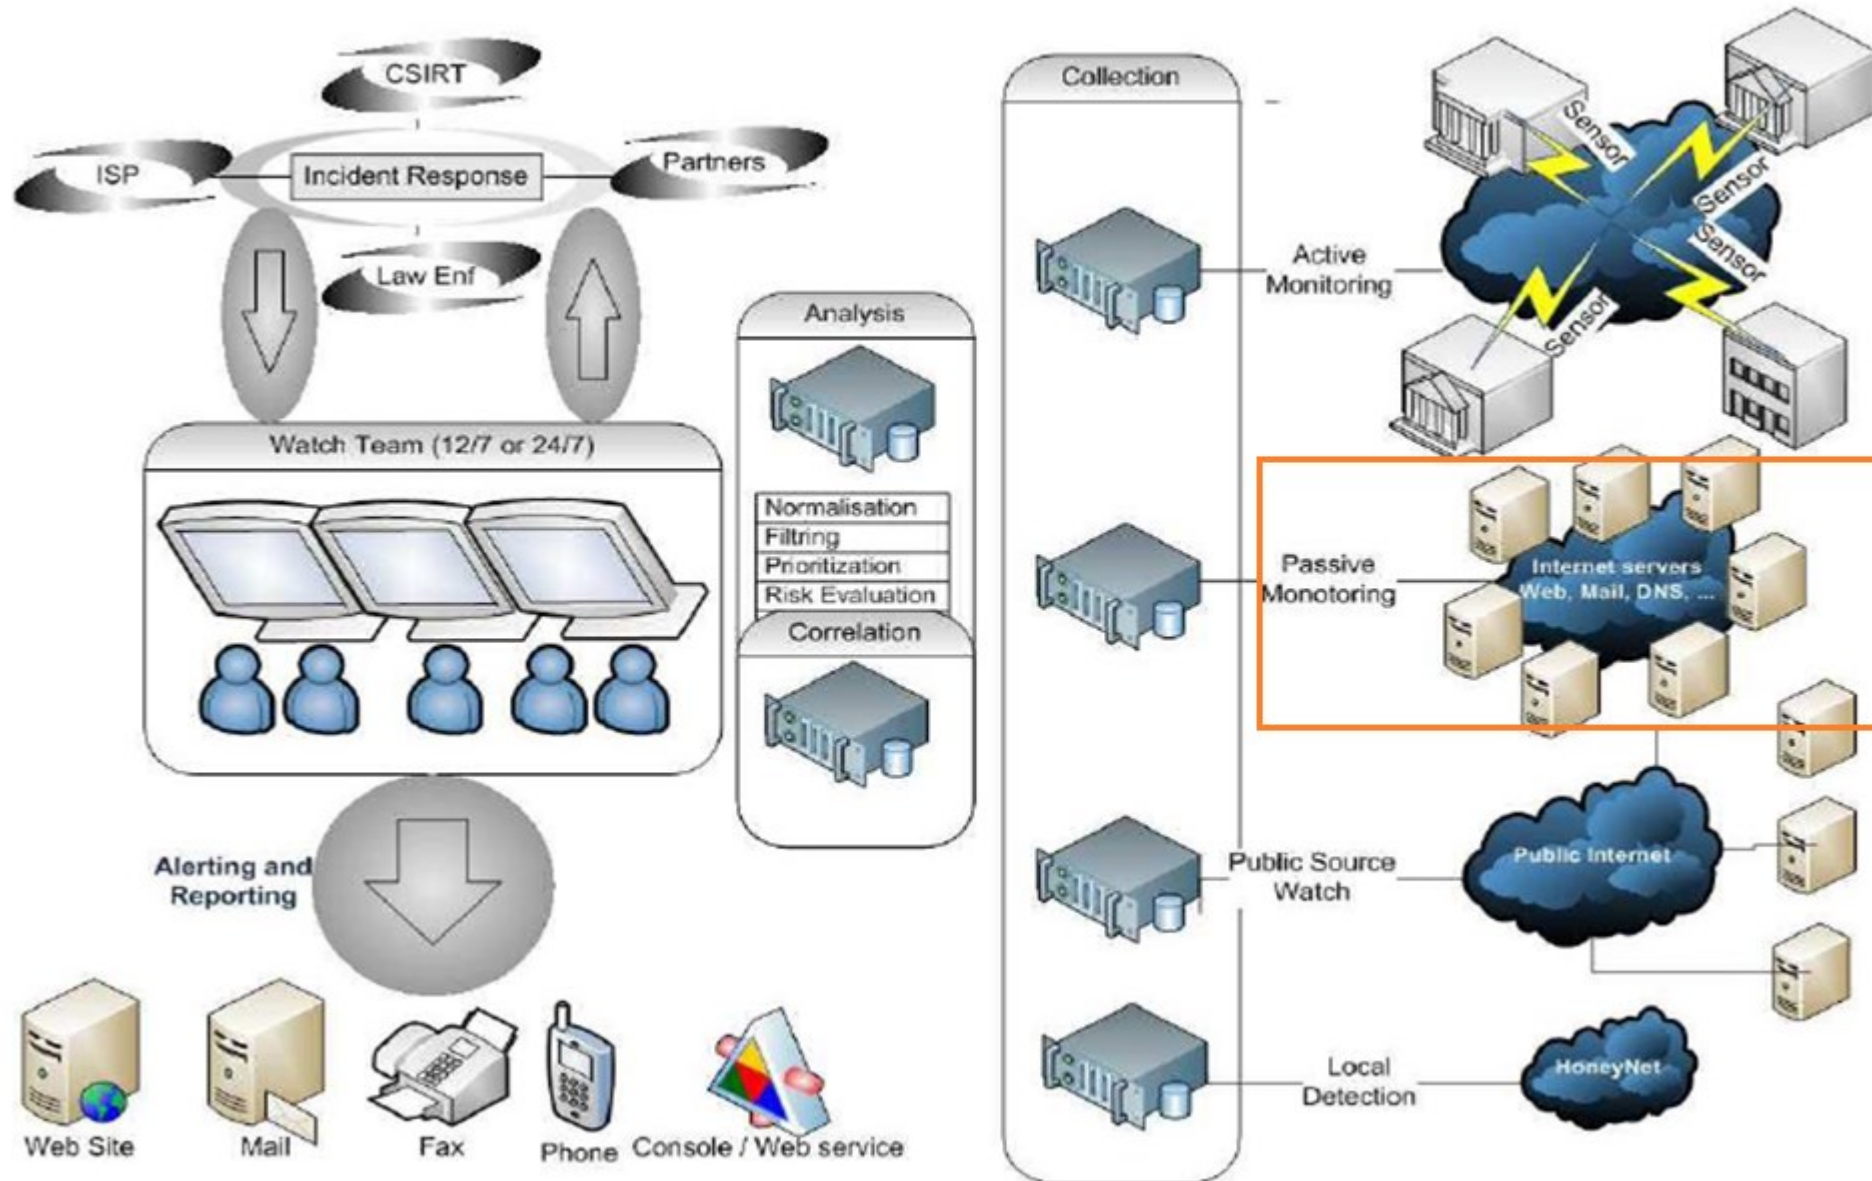 CSIRT
ISP
Incident Response
Partners
Law Enf
Watch Team (12/7 or 24/7)
Alerting and
Reporting
Web Site
Mail
Fax
Phone
Console / Web service
Analysis
Normalisation
Filtring
Prioritization
Risk Evaluation
Correlation
Collection
Active
Monitoring
Sensor
Sensor
Sensor
Sensor
Passive
Monotoring
Internet servers
Web, Mail, DNS, ...
Public Source
Watch
Public Internet
Local
Detection
HoneyNet